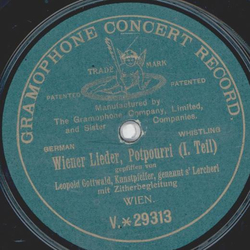 GRAMOPHONE CONCERT RECORD.
TRADE MARK
PATENTED PATENTED
Manufactured by
The Gramophone Company, Limited,
and Sister Companies.
GERMAN WHISTLING
Wiener Lieder, Potpourri (I. Teil)
gepfiffen von
Leopold Gottwald, Kunstpfeifer, genannt s'Lercherl
mit Zitherbegleitung
WIEN.
V.*29313